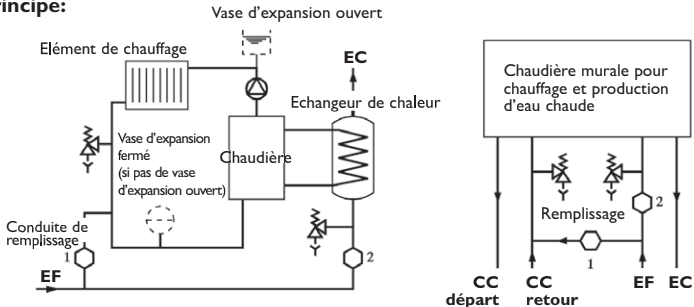 rincipe:
Vase d'expansion ouvert
Elément de chauffage
EC
Echangeur de chaleur
Vase d'expansion
fermé
(si pas de vase
d'expansion ouvert)
Chaudière
Conduite de
remplissage
1
2
EF
Chaudière murale pour
chauffage et production
d'eau chaude
Remplissage
2
1
CC
départ
CC
retour
EF
EC